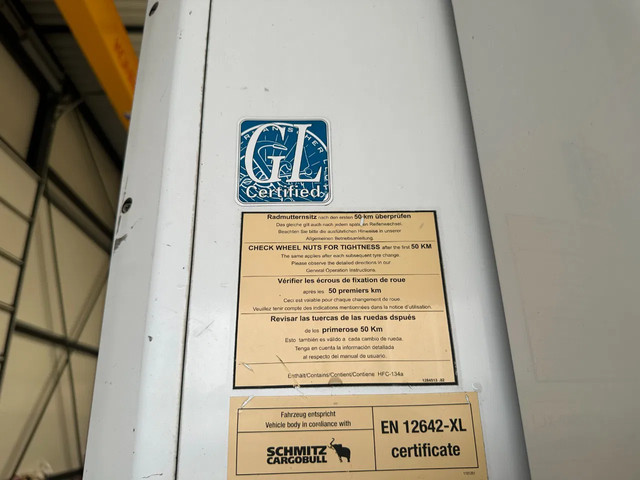 GL
Certified
Radmutternsitz nach den ersten 50 km überprüfen
Das gleiche gilt auch nach jedem späteren Reifenwechsel.
Beachten Sie bitte die ausführlichen Hinweise in unserer
Allgemeinen Betriebsanleitung.
CHECK WHEEL NUTS FOR TIGHTNESS after the first 50 KM
The same applies after each subsequent tyre change.
Please observe the detailed directions in our
General Operation Instructions.
Vérifier les écrous de fixation de roue
après les 50 premiers km
Ceci est valable pour chaque changement de roue.
Veuillez tenir compte des indications mentionnées dans la notice d'utilisation.
Revisar las tuercas de las ruedas dspués
de los primerose 50 Km
Esto también es válido a cada cambio de rueda.
Tenga en cuenta la información detallada
al respecto del manual de usuario.
Enthält/Contains/Contient/Contiene HFC-134a
Fahrzeug entspricht
Vehicle body in comliance with
SCHMITZ
CARGOBULL
EN 12642-XL
certificate